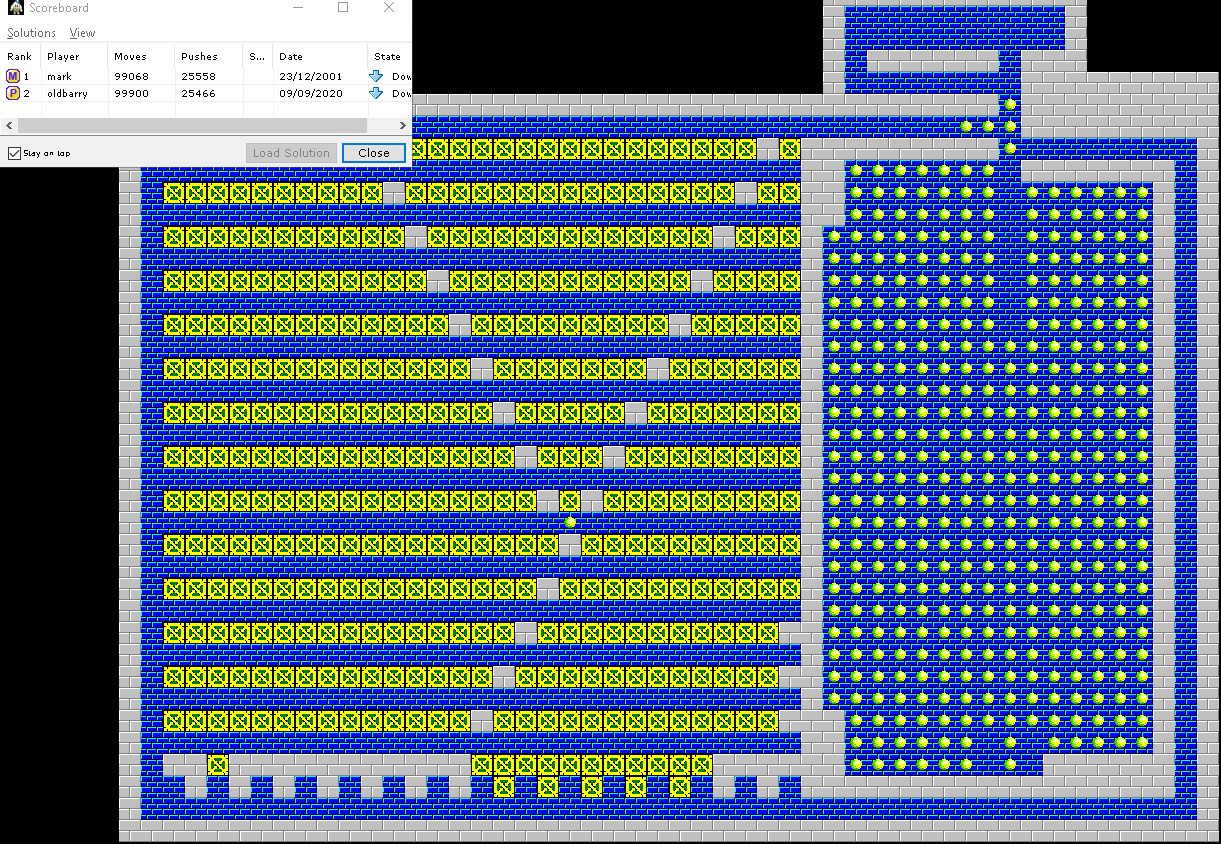 Scoreboard
Solutions View
Rank Player Moves Pushes S... Date State
M 1 mark 99068 25558 23/12/2001 Dow
P 2 oldbarry 99900 25466 09/09/2020 Dow
Stay on top Load Solution Close